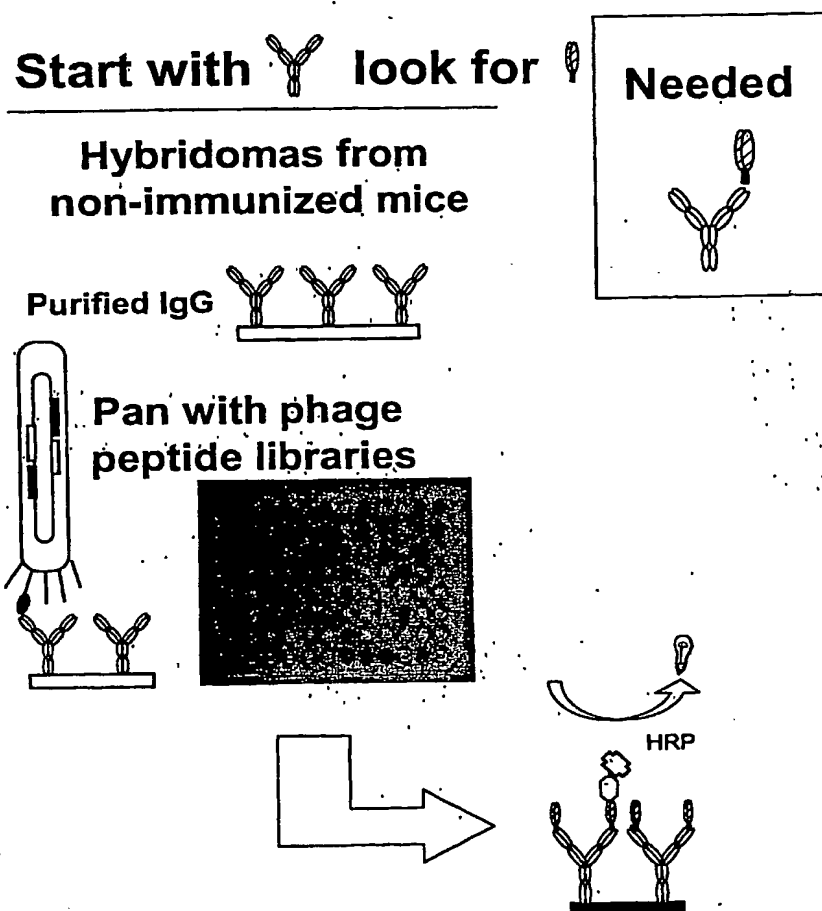 Start with look for
Needed
Hybridomas from
non-immunized mice
Purified IgG
Pan with phage
peptide libraries
HRP